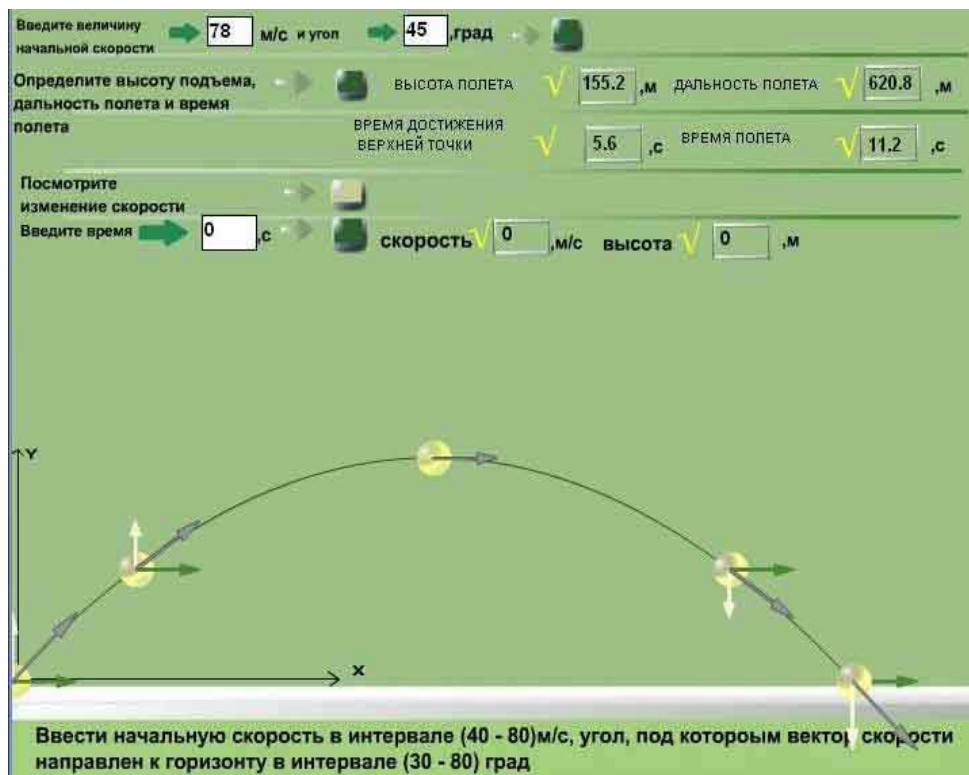 Введите величину
начальной скорости 78 м/с и угол 45 ,град
Определите высоту подъема,
дальность полета и время
полета
ВЫСОТА ПОЛЕТА √ 155.2 ,м ДАЛЬНОСТЬ ПОЛЕТА √ 620.8 ,м
ВРЕМЯ ДОСТИЖЕНИЯ
ВЕРХНЕЙ ТОЧКИ √ 5.6 ,с ВРЕМЯ ПОЛЕТА √ 11.2 ,с
Посмотрите
изменение скорости
Введите время 0 ,с скорость √ 0 ,м/с высота √ 0 ,м
Y
X
Ввести начальную скорость в интервале (40 - 80)м/с, угол, под котороым вектор скорости
направлен к горизонту в интервале (30 - 80) град